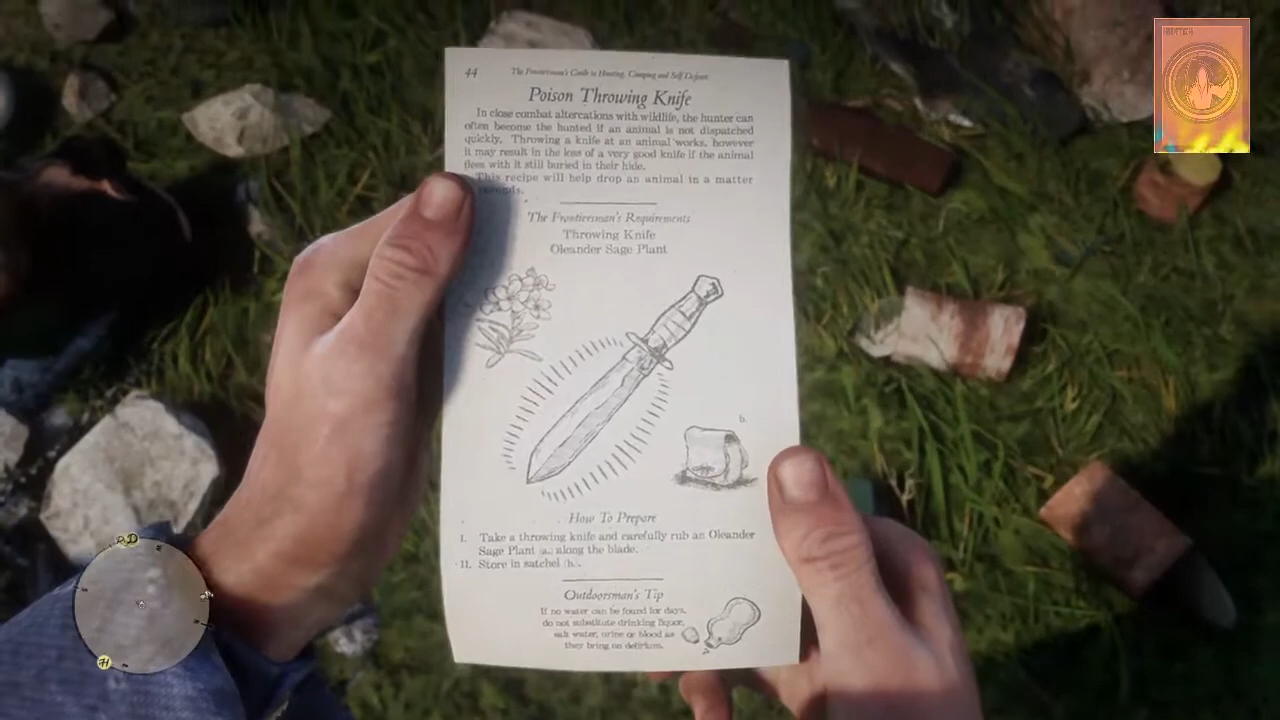 44 The Frontiersman's Guide to Hunting, Camping and Self Defense
Poison Throwing Knife
In close combat altercations with wildlife, the hunter can
often become the hunted if an animal is not dispatched
quickly. Throwing a knife at an animal works, however
it may result in the loss of a very good knife if the animal
flees with it still buried in their hide.
This recipe will help drop an animal in a matter
seconds.
The Frontiersman's Requirements
Throwing Knife
Oleander Sage Plant
b.
How To Prepare
I. Take a throwing knife and carefully rub an Oleander
Sage Plant (a.) along the blade.
II. Store in satchel (b.).
Outdoorsman's Tip
If no water can be found for days,
do not substitute drinking liquor,
salt water, urine or blood as
they bring on delirium.
H